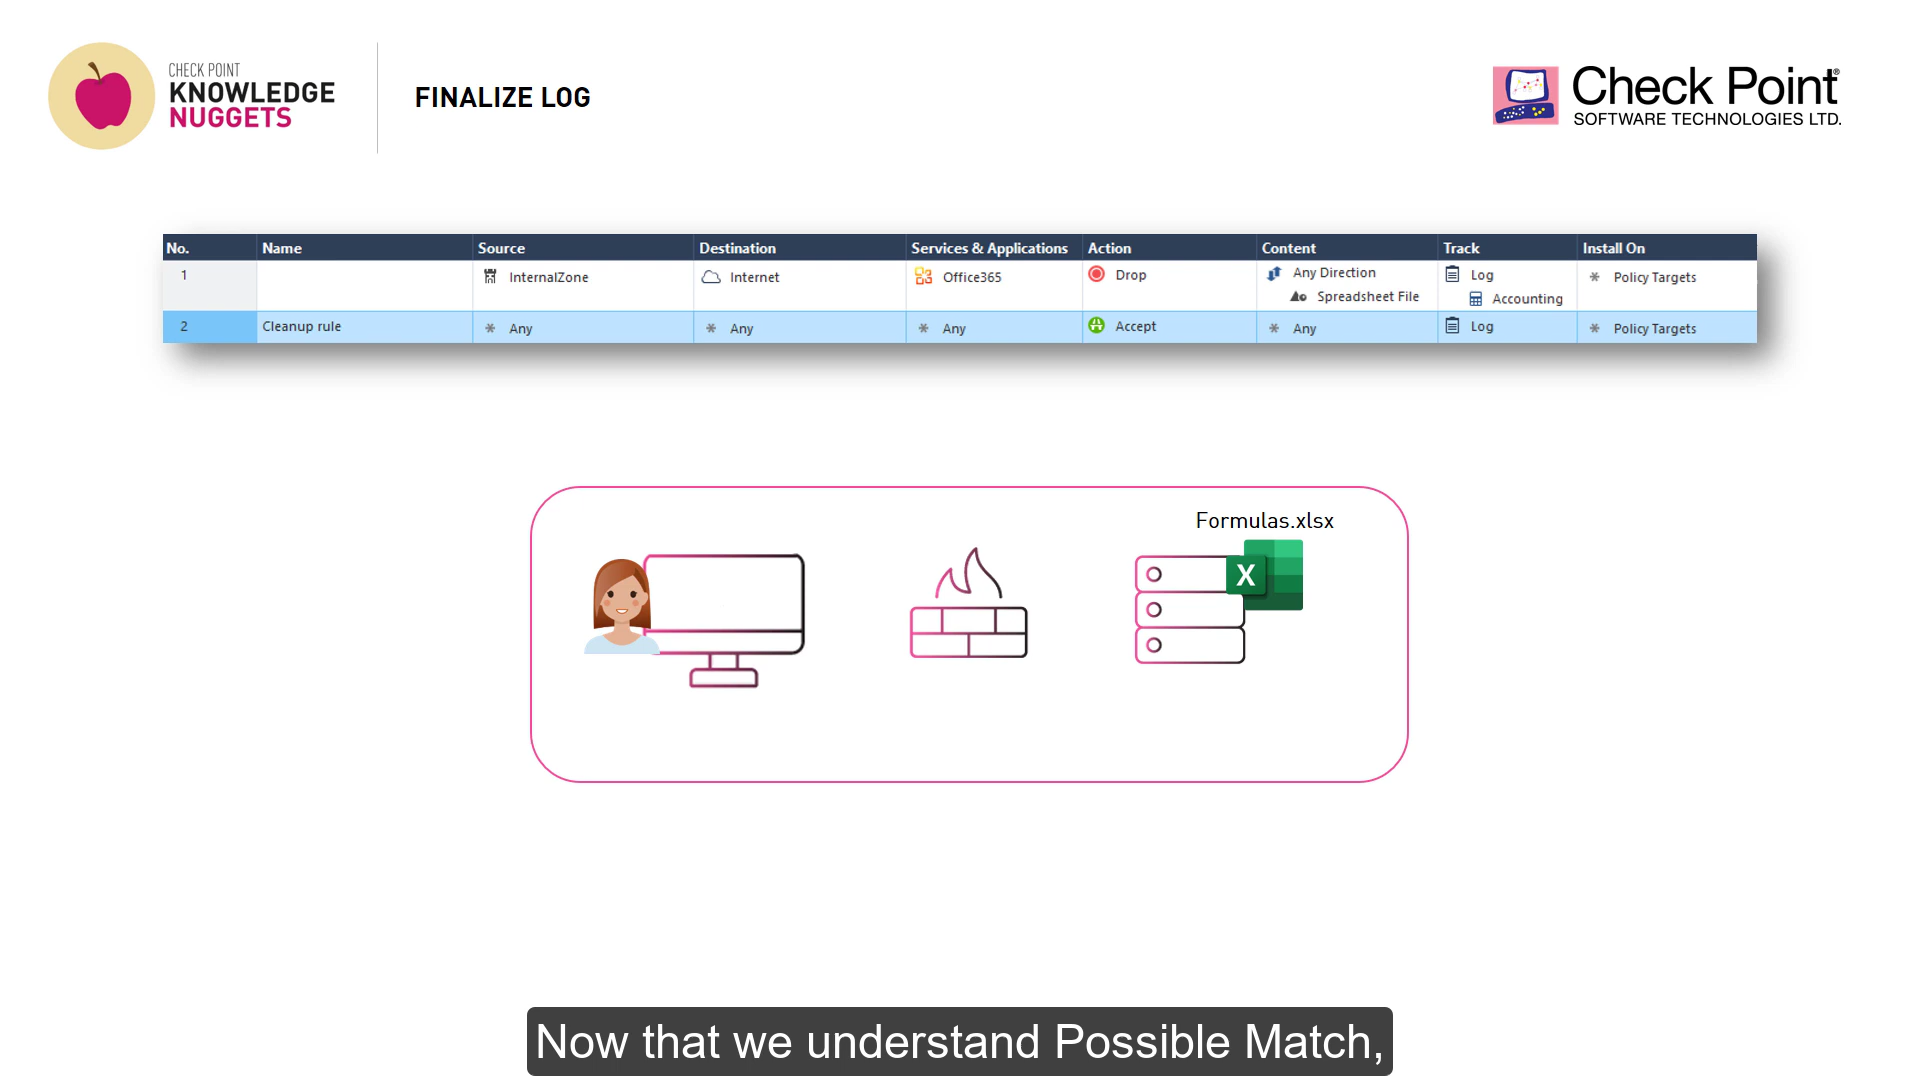 CHECK POINT
KNOWLEDGE
NUGGETS
FINALIZE LOG
Check Point®
SOFTWARE TECHNOLOGIES LTD.
No. Name Source Destination Services & Applications Action Content Track Install On
1 InternalZone Internet Office365 Drop Any Direction Log Policy Targets
Spreadsheet File Accounting
2 Cleanup rule Any Any Any Accept Any Log Policy Targets
Formulas.xlsx
X
Now that we understand Possible Match,